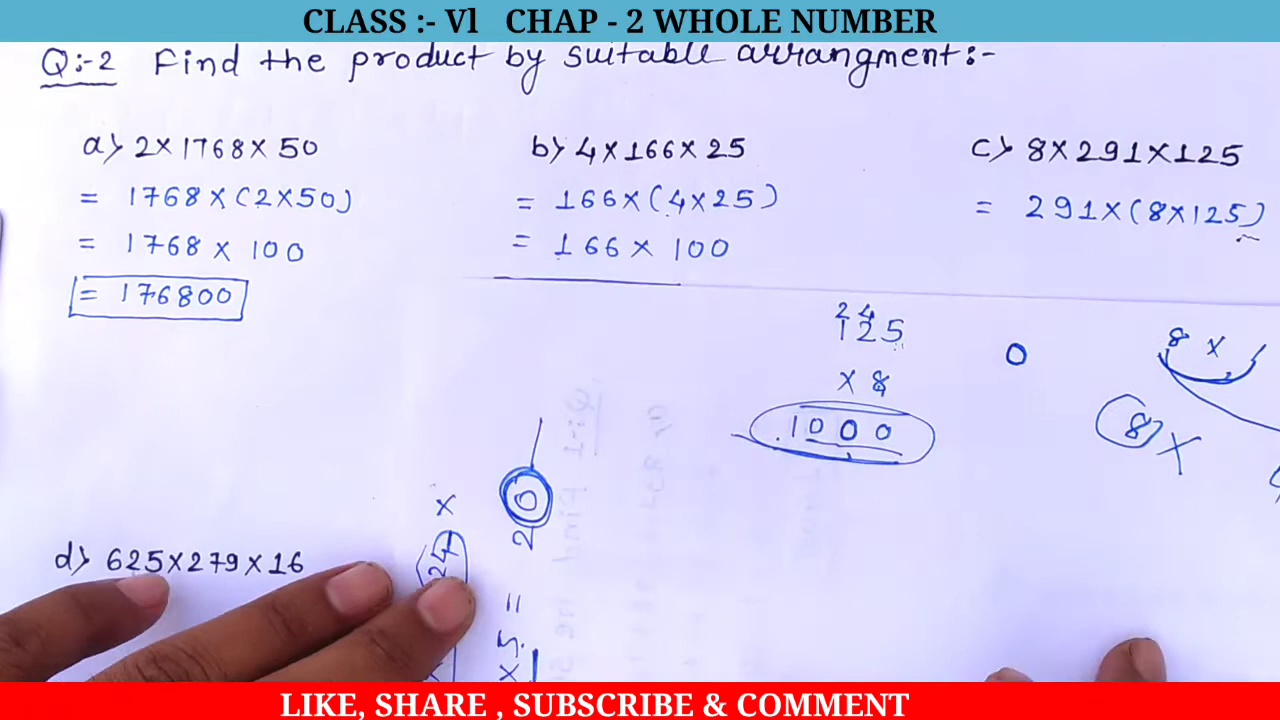 CLASS :- Vl CHAP - 2 WHOLE NUMBER
Q:-2 Find the product by suitable arrangment:-
a) 2×1768×50
= 1768×(2×50)
= 1768 × 100
= 176800
b) 4×166×25
= 166×(4×25)
= 166× 100
c) 8×291×125
= 291×(8×125)
2 4
125
× 8
1000
0
8 ×
8 ×
d) 625×279×16
LIKE, SHARE , SUBSCRIBE & COMMENT